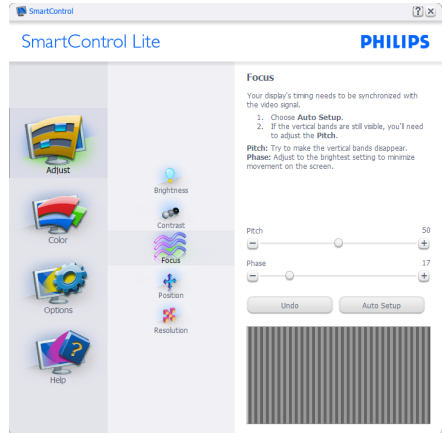 SmartControl
? ×
SmartControl Lite
PHILIPS
Adjust
Color
Options
Help
Brightness
Contrast
Focus
Position
Resolution
Focus
Your display's timing needs to be synchronized with
the video signal.
1. Choose Auto Setup.
2. If the vertical bands are still visible, you'll need
to adjust the Pitch.
Pitch: Try to make the vertical bands disappear.
Phase: Adjust to the brightest setting to minimize
movement on the screen.
Pitch 50
Phase 17
Undo Auto Setup